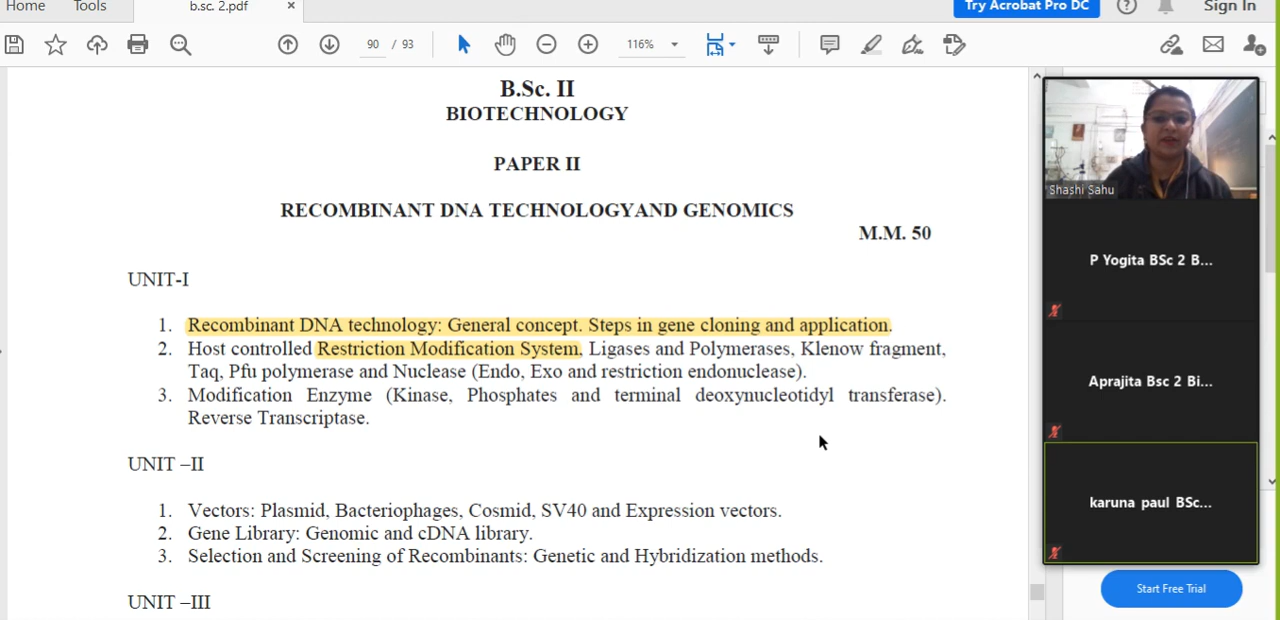 Home Tools b.sc. 2.pdf × Try Acrobat Pro DC Sign In
90 / 93 116%
B.Sc. II
BIOTECHNOLOGY
PAPER II
RECOMBINANT DNA TECHNOLOGYAND GENOMICS
M.M. 50
UNIT-I
1. Recombinant DNA technology: General concept. Steps in gene cloning and application.
2. Host controlled Restriction Modification System, Ligases and Polymerases, Klenow fragment,
Taq, Pfu polymerase and Nuclease (Endo, Exo and restriction endonuclease).
3. Modification Enzyme (Kinase, Phosphates and terminal deoxynucleotidyl transferase).
Reverse Transcriptase.
UNIT –II
1. Vectors: Plasmid, Bacteriophages, Cosmid, SV40 and Expression vectors.
2. Gene Library: Genomic and cDNA library.
3. Selection and Screening of Recombinants: Genetic and Hybridization methods.
UNIT –III
Shashi Sahu
P Yogita BSc 2 B...
Aprajita Bsc 2 Bi...
karuna paul BSc...
Start Free Trial